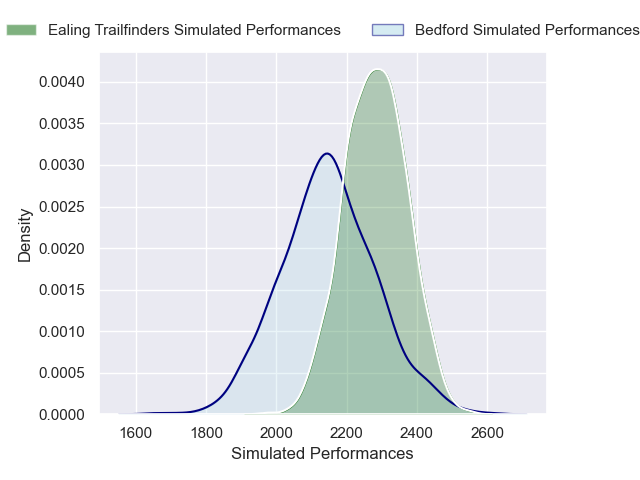 Ealing Trailfinders Simulated Performances
Bedford Simulated Performances
0.0040
0.0035
0.0030
0.0025
0.0020
0.0015
0.0010
0.0005
0.0000
Density
1600 1800 2000 2200 2400 2600
Simulated Performances